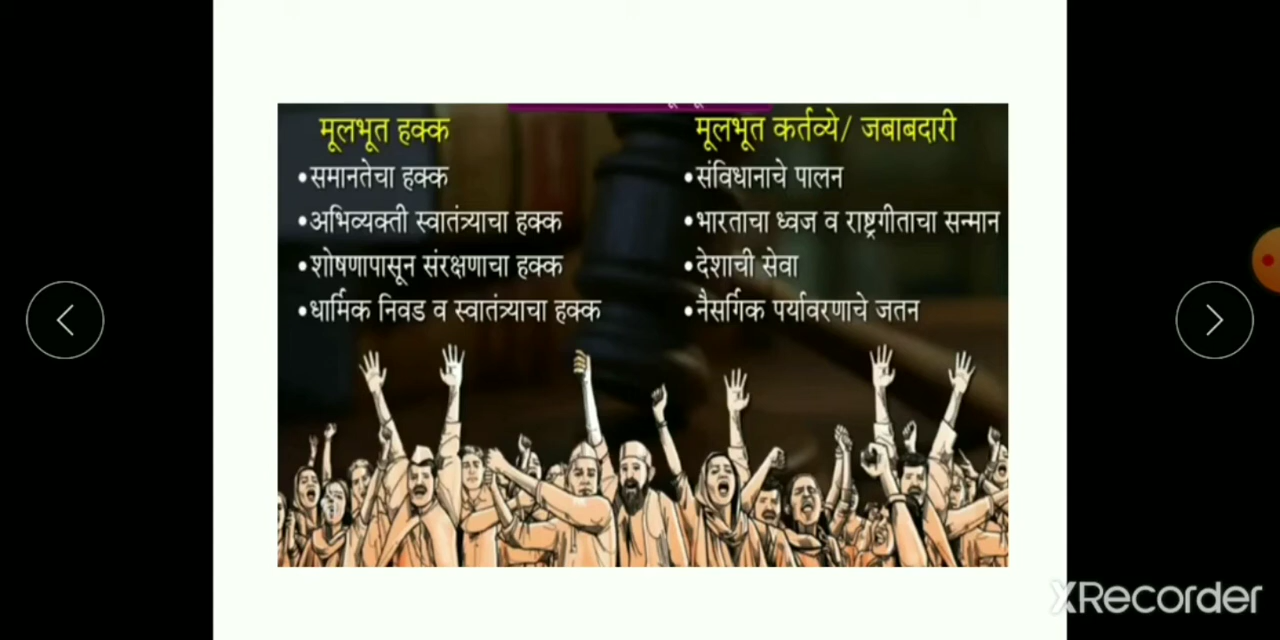 मूलभूत हक्क
•समानतेचा हक्क
•अभिव्यक्ती स्वातंत्र्याचा हक्क
•शोषणापासून संरक्षणाचा हक्क
•धार्मिक निवड व स्वातंत्र्याचा हक्क
मूलभूत कर्तव्ये/ जबाबदारी
•संविधानाचे पालन
•भारताचा ध्वज व राष्ट्रगीताचा सन्मान
•देशाची सेवा
•नैसर्गिक पर्यावरणाचे जतन
XRecorder